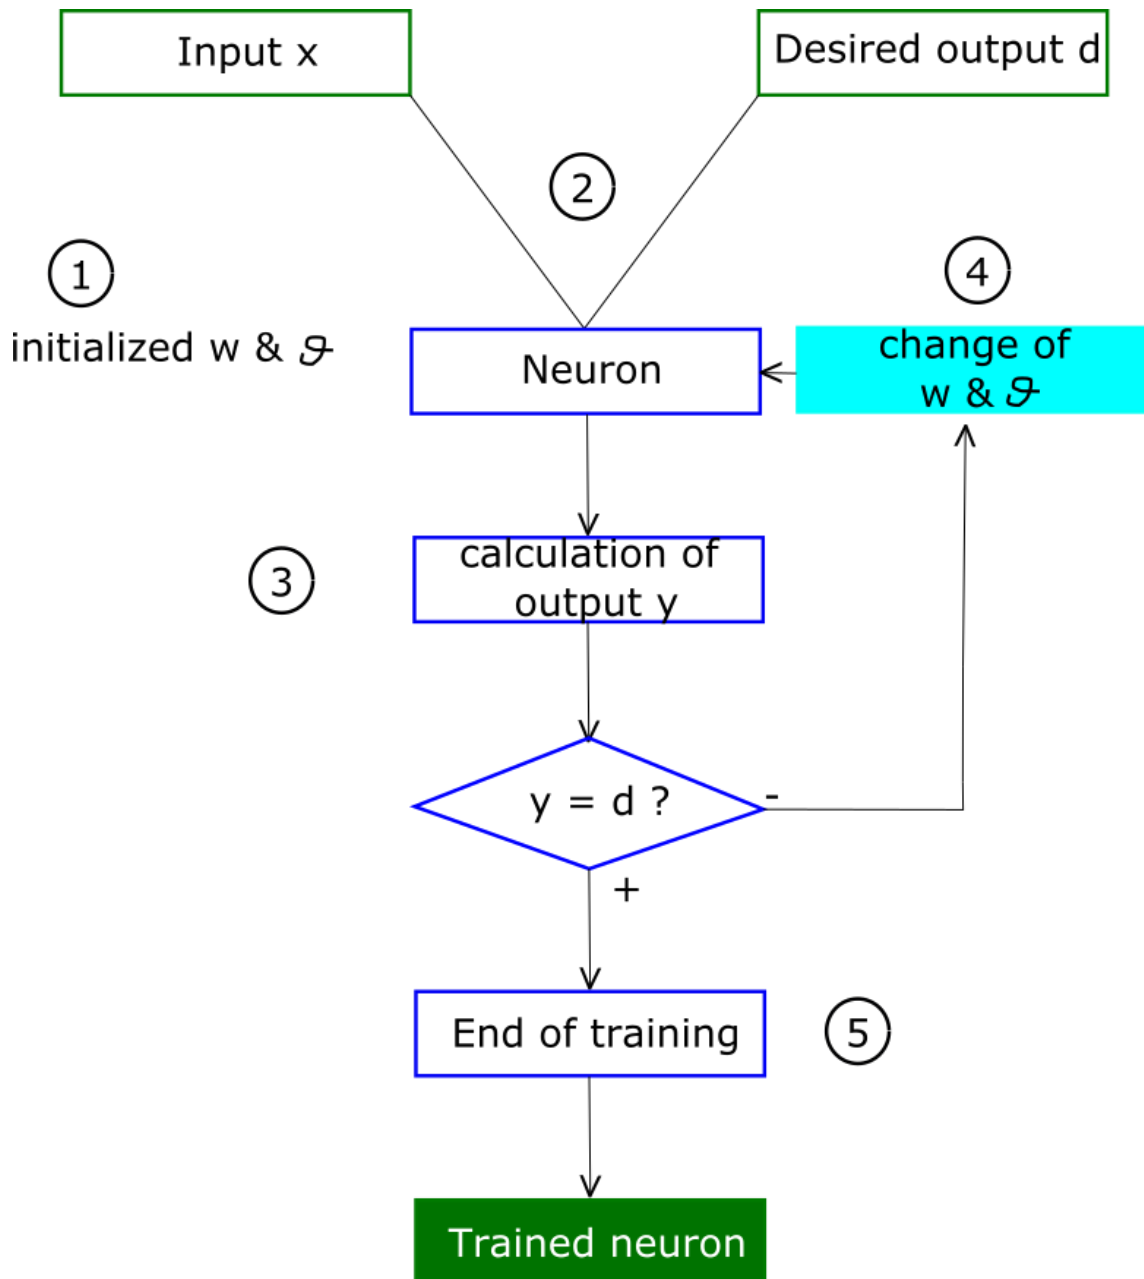 Input x
Desired output d
2
1
4
initialized w & ϑ
change of
w & ϑ
Neuron
calculation of
output y
3
y = d ?
-
+
End of training
5
Trained neuron